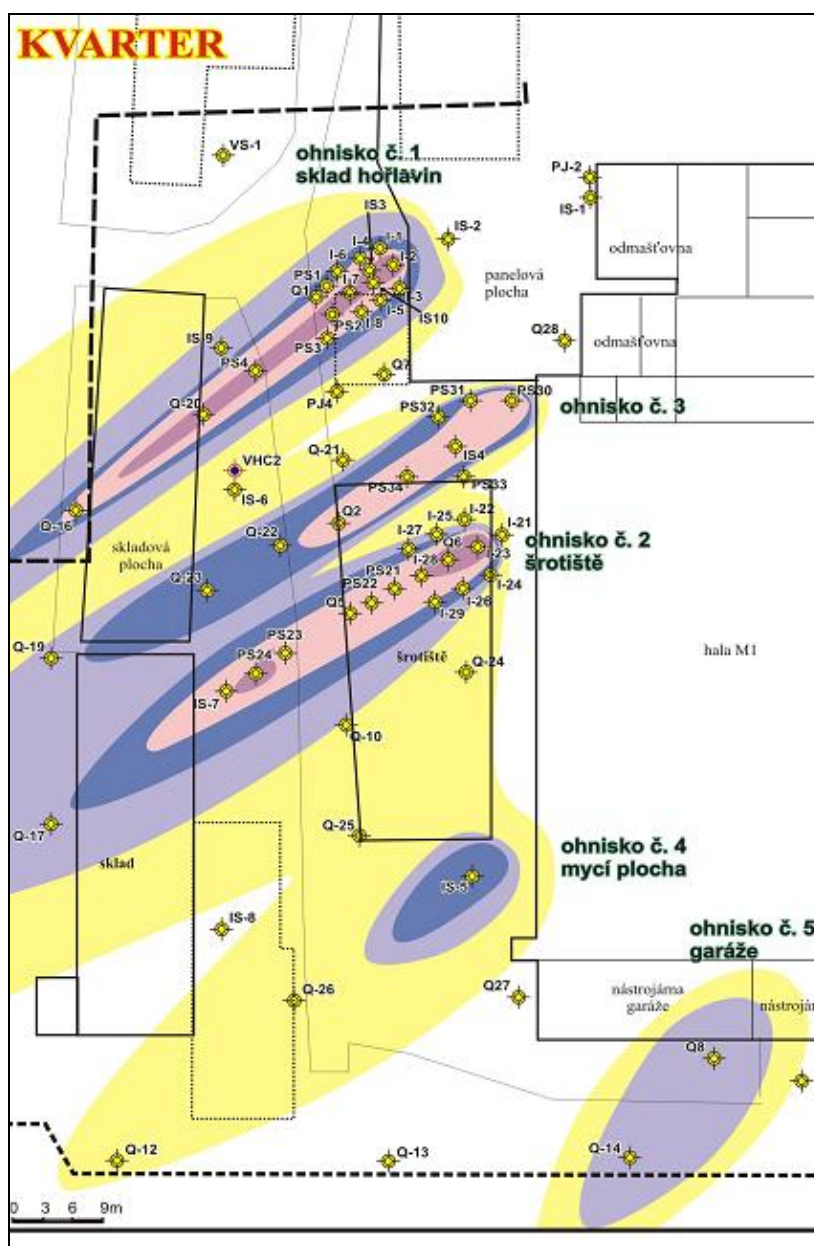 KVARTER
VS-1
ohnisko č. 1
sklad hořlavin
PJ-2
IS3
IS-1
I-1
IS-2
I-4
I-6
I-2
odmašťovna
PS1
I-7
panelová
plocha
Q1
I-3
I-5
IS10
PS2
I-8
PS3
Q28
odmašťovna
IS-9
PS4
Q7
PJ4
PS31
PS30
ohnisko č. 3
PS32
Q-20
VHC2
Q-21
IS4
IS-6
PS34
PS33
Q-16
I-22
skladová
plocha
Q2
I-25
I-21
ohnisko č. 2
šrotiště
Q-22
I-27
Q6
I-23
I-28
Q-23
PS21
I-24
PS22
I-26
Q5
I-29
Q-19
PS23
šrotiště
hala M1
PS24
Q-24
IS-7
Q-10
Q-17
Q-25
sklad
ohnisko č. 4
mycí plocha
IS-5
IS-8
ohnisko č. 5
garáže
Q-26
Q27
nástrojárna
garáže
nástrojár
Q8
Q-12
Q-13
Q-14
0 3 6 9m